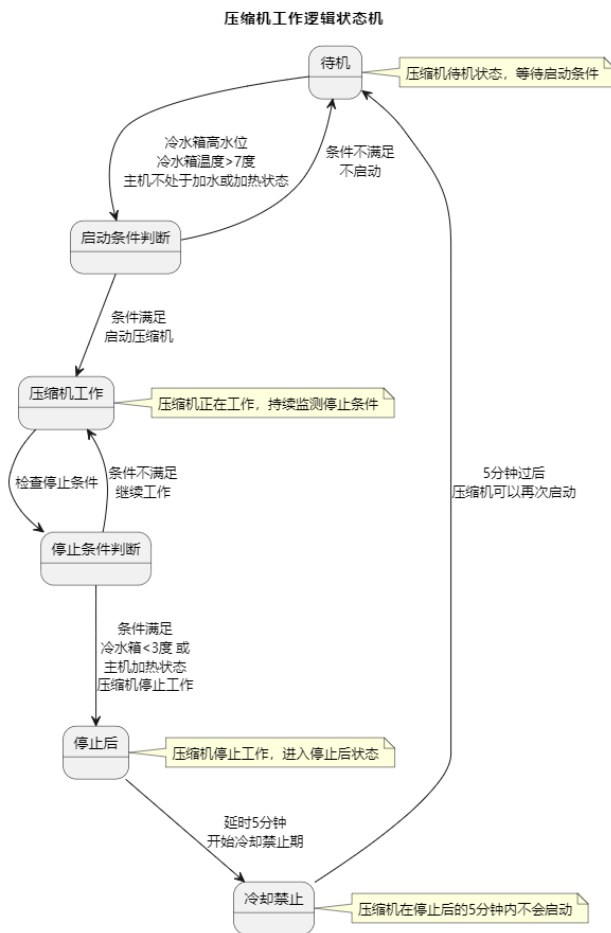 压缩机工作逻辑状态机
待机
压缩机待机状态，等待启动条件
冷水箱高水位
冷水箱温度>7度
主机不处于加水或加热状态
条件不满足
不启动
启动条件判断
条件满足
启动压缩机
压缩机工作
压缩机正在工作，持续监测停止条件
检查停止条件
条件不满足
继续工作
5分钟过后
压缩机可以再次启动
停止条件判断
条件满足
冷水箱<3度 或
主机加热状态
压缩机停止工作
停止后
压缩机停止工作，进入停止后状态
延时5分钟
开始冷却禁止期
冷却禁止
压缩机在停止后的5分钟内不会启动